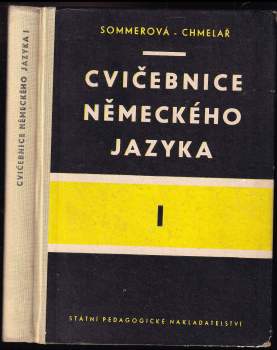 CVIČEBNICE NĚMECKÉHO JAZYKA I
SOMMEROVÁ - CHMELAŘ
CVIČEBNICE
NĚMECKÉHO
JAZYKA
I
STÁTNÍ PEDAGOGICKÉ NAKLADATELSTVÍ